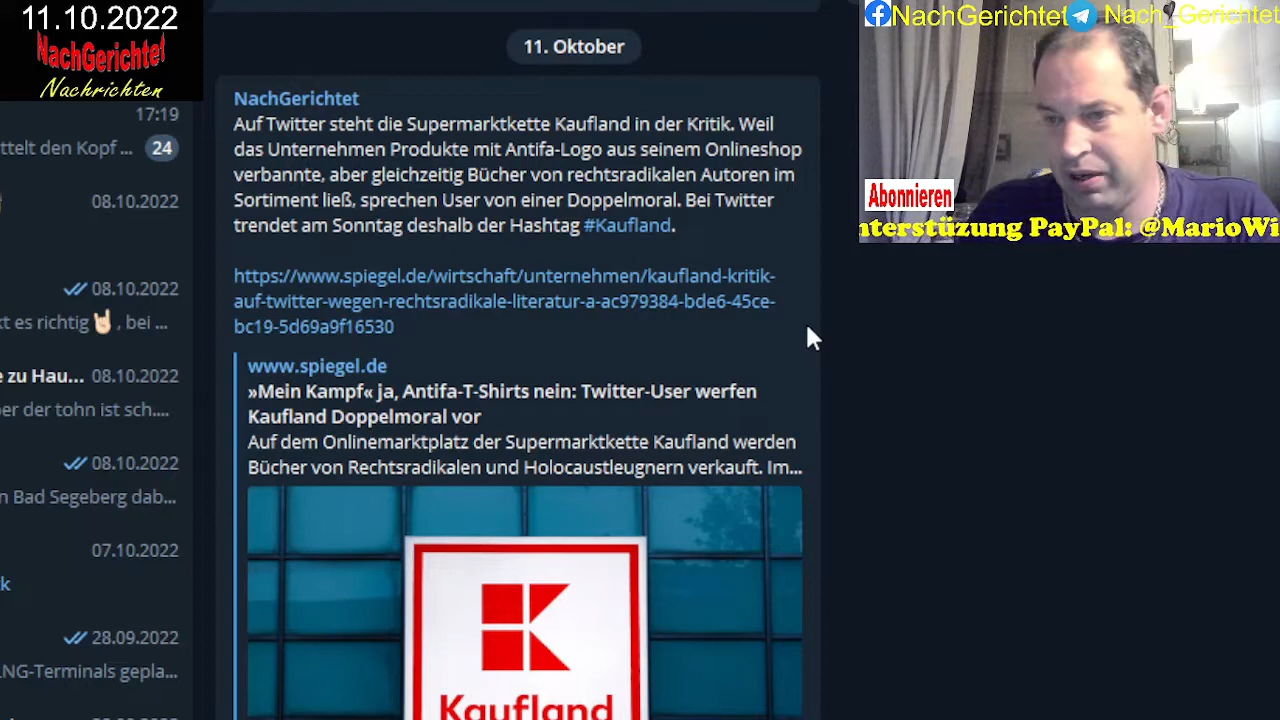 11.10.2022
NachGerichtet
Nachrichten
17:19
ttelt den Kopf ...
24
08.10.2022
08.10.2022
t es richtig🤘🏻, bei ...
e zu Hau... 08.10.2022
er der tohn ist sch....
08.10.2022
n Bad Segeberg dab...
07.10.2022
k
28.09.2022
LNG-Terminals gepla...
11. Oktober
NachGerichtet
Auf Twitter steht die Supermarktkette Kaufland in der Kritik. Weil
das Unternehmen Produkte mit Antifa-Logo aus seinem Onlineshop
verbannte, aber gleichzeitig Bücher von rechtsradikalen Autoren im
Sortiment ließ, sprechen User von einer Doppelmoral. Bei Twitter
trendet am Sonntag deshalb der Hashtag #Kaufland.
https://www.spiegel.de/wirtschaft/unternehmen/kaufland-kritik-
auf-twitter-wegen-rechtsradikale-literatur-a-ac979384-bde6-45ce-
bc19-5d69a9f16530
www.spiegel.de
»Mein Kampf« ja, Antifa-T-Shirts nein: Twitter-User werfen
Kaufland Doppelmoral vor
Auf dem Onlinemarktplatz der Supermarktkette Kaufland werden
Bücher von Rechtsradikalen und Holocaustleugnern verkauft. Im...
Kaufland
NachGerichtet Nach_Gerichtet
Abonnieren
nterstüzung PayPal: @MarioWi